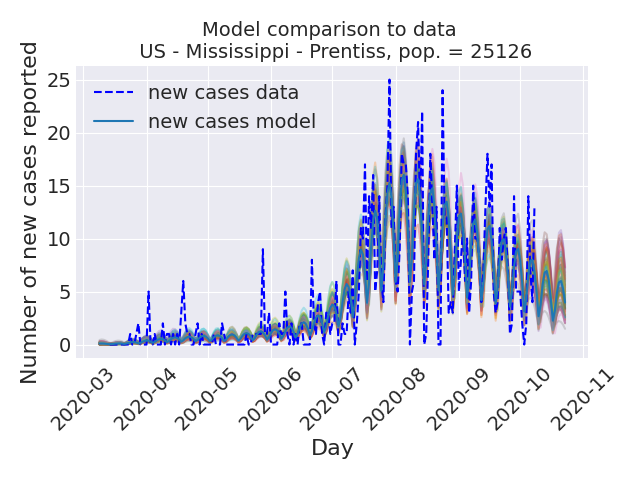 Model comparison to data
US - Mississippi - Prentiss, pop. = 25126
Number of new cases reported
25
20
15
10
5
0
new cases data
new cases model
2020-03
2020-04
2020-05
2020-06
2020-07
2020-08
2020-09
2020-10
2020-11
Day